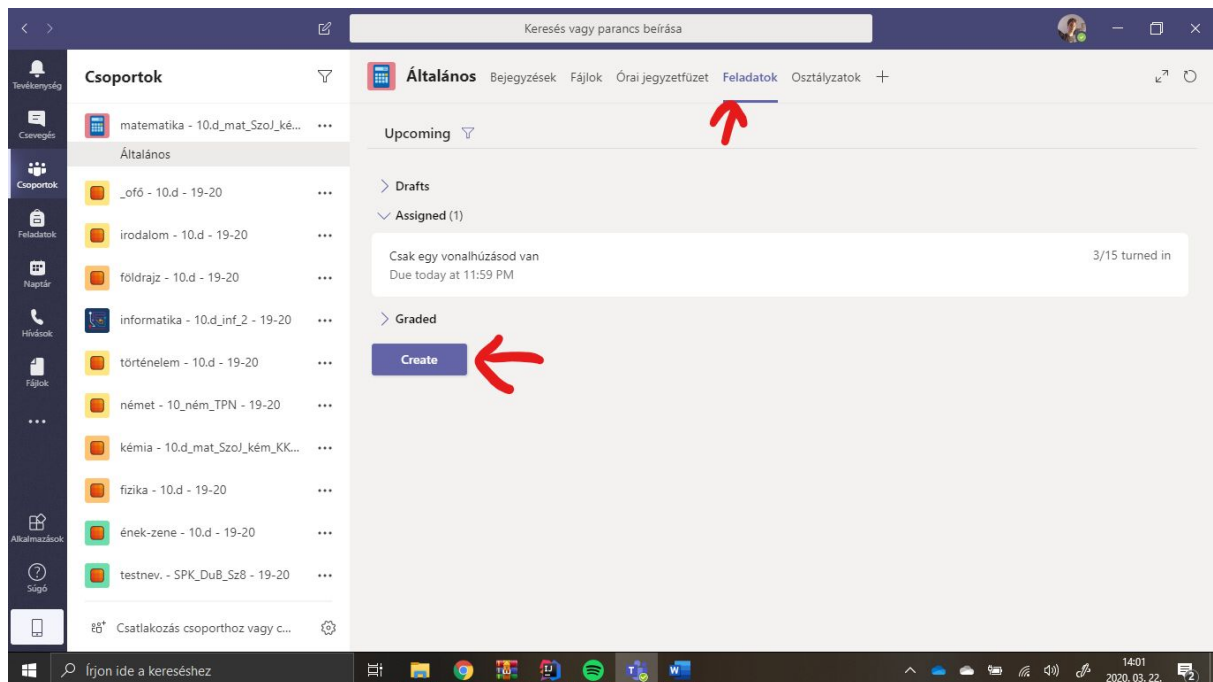 Keresés vagy parancs beírása
Tevékenység
Csevegés
Csoportok
Feladatok
Naptár
Hívások
Fájlok
Alkalmazások
Súgó
Csoportok
matematika - 10.d_mat_SzoJ_ké...
Általános
_ofő - 10.d - 19-20
irodalom - 10.d - 19-20
földrajz - 10.d - 19-20
informatika - 10.d_inf_2 - 19-20
történelem - 10.d - 19-20
német - 10_ném_TPN - 19-20
kémia - 10.d_mat_SzoJ_kém_KK...
fizika - 10.d - 19-20
ének-zene - 10.d - 19-20
testnev. - SPK_DuB_Sz8 - 19-20
Csatlakozás csoporthoz vagy c...
Általános Bejegyzések Fájlok Órai jegyzetfüzet Feladatok Osztályzatok
Upcoming
Drafts
Assigned (1)
Csak egy vonalhúzásod van 3/15 turned in
Due today at 11:59 PM
Graded
Create
Írjon ide a kereséshez
14:01
2020. 03. 22.
2